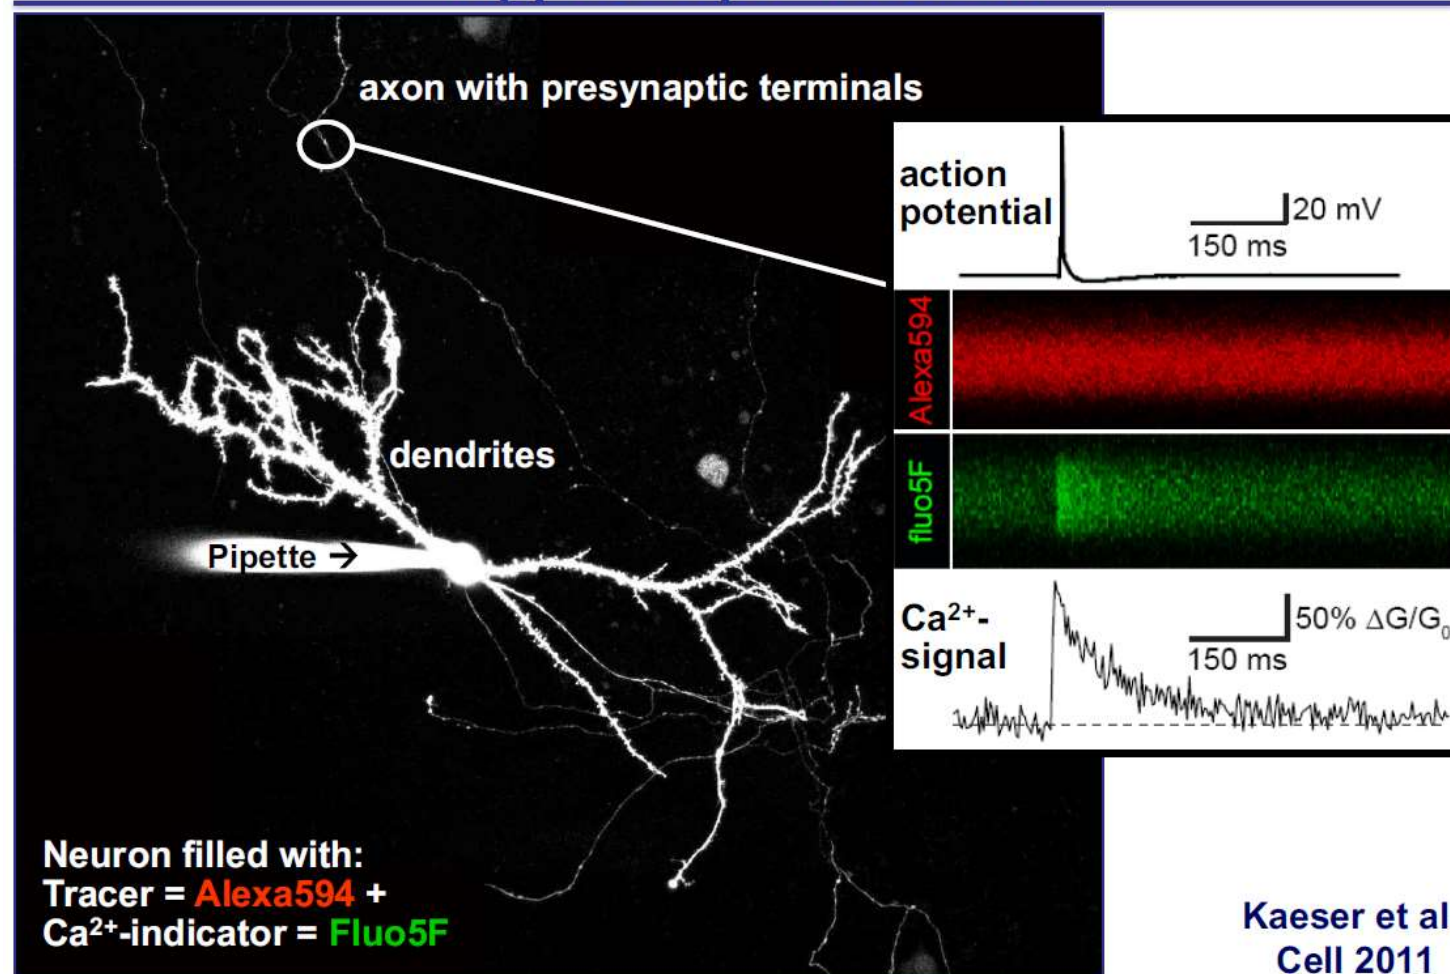 axon with presynaptic terminals
action
potential
20 mV
150 ms
Alexa594
dendrites
fluo5F
Pipette →
Ca²⁺-
signal
50% ΔG/G₀
150 ms
Neuron filled with:
Tracer = Alexa594 +
Ca²⁺-indicator = Fluo5F
Kaeser et al
Cell 2011